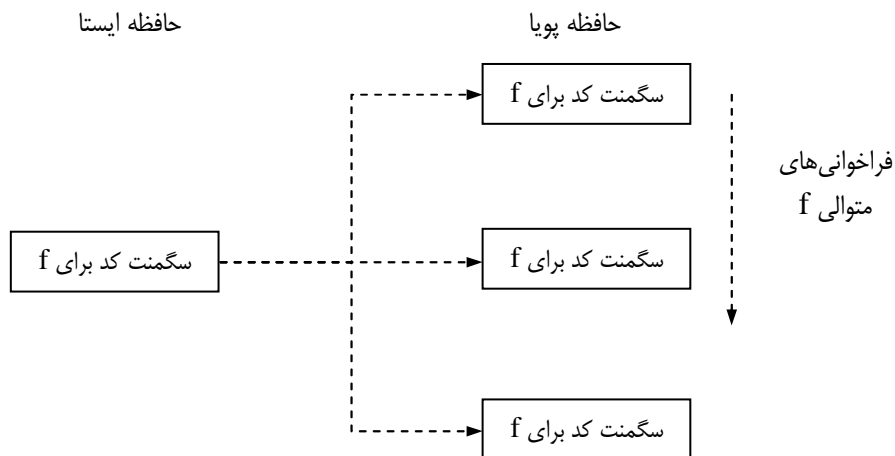 حافظه ایستا
حافظه پویا
سگمنت کد برای f
فراخوانی‌های
متوالی f
سگمنت کد برای f
سگمنت کد برای f
سگمنت کد برای f